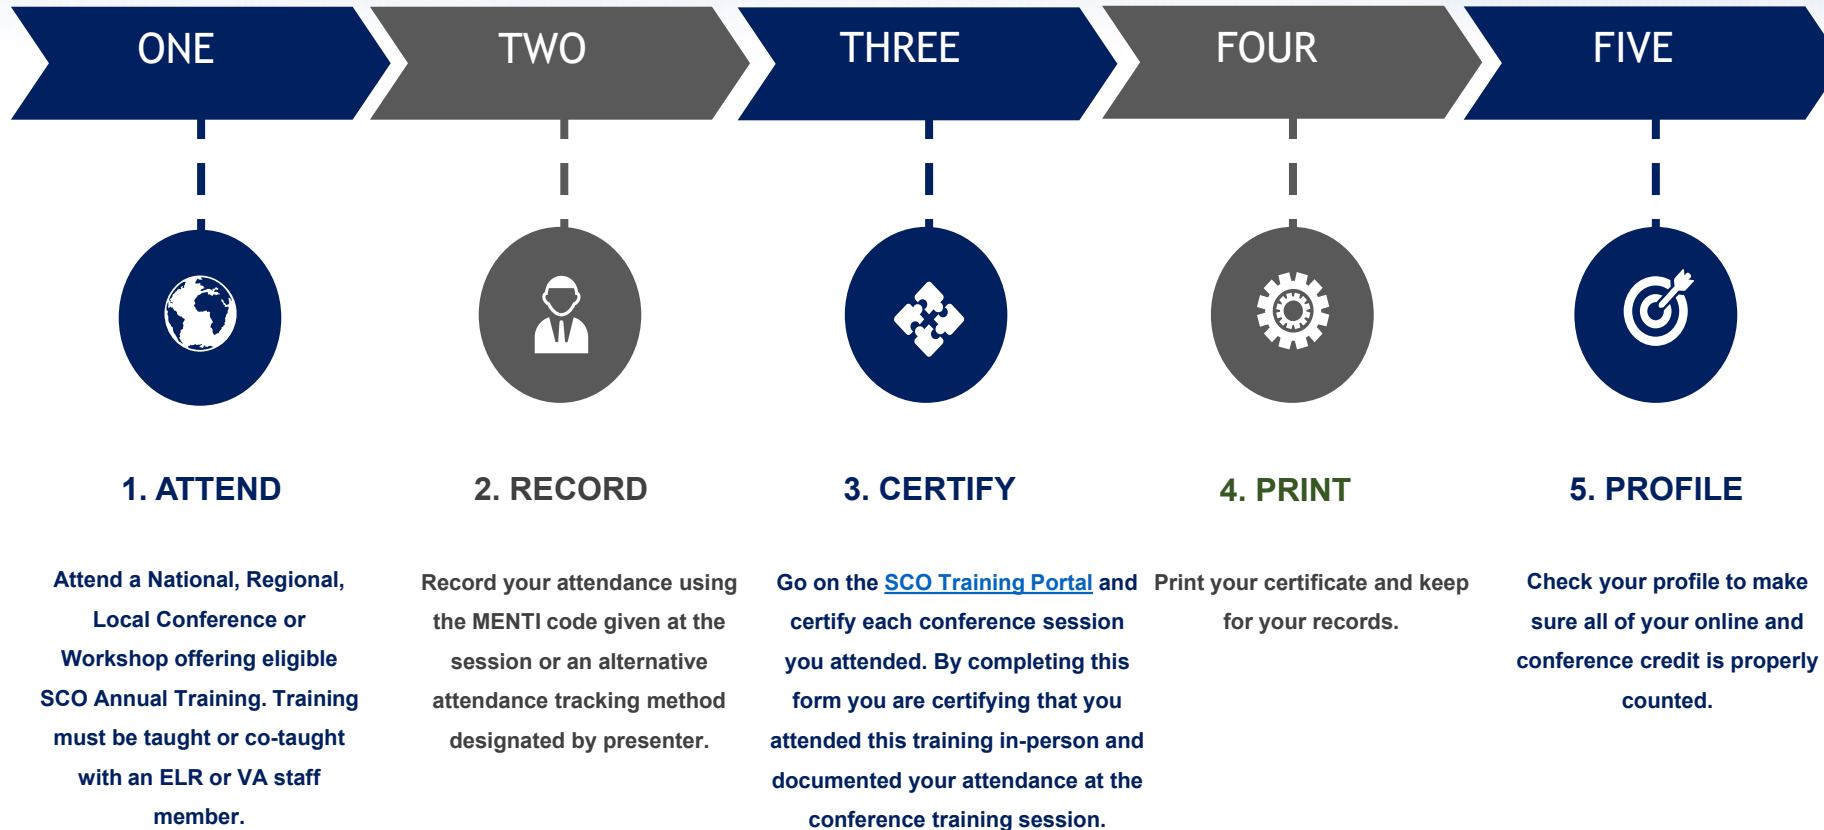 ONE
TWO
THREE
FOUR
FIVE
1. ATTEND
Attend a National, Regional,
Local Conference or
Workshop offering eligible
SCO Annual Training. Training
must be taught or co-taught
with an ELR or VA staff
member.
2. RECORD
Record your attendance using
the MENTI code given at the
session or an alternative
attendance tracking method
designated by presenter.
3. CERTIFY
Go on the SCO Training Portal and
certify each conference session
you attended. By completing this
form you are certifying that you
attended this training in-person and
documented your attendance at the
conference training session.
4. PRINT
Print your certificate and keep
for your records.
5. PROFILE
Check your profile to make
sure all of your online and
conference credit is properly
counted.